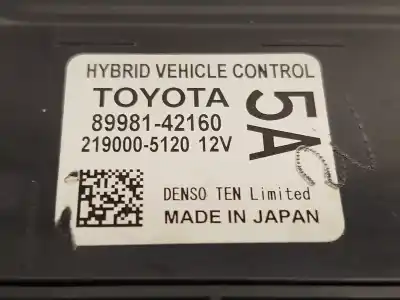 HYBRID VEHICLE CONTROL
TOYOTA
89981-42160
219000-5120 12V
5A
DENSO TEN Limited
MADE IN JAPAN